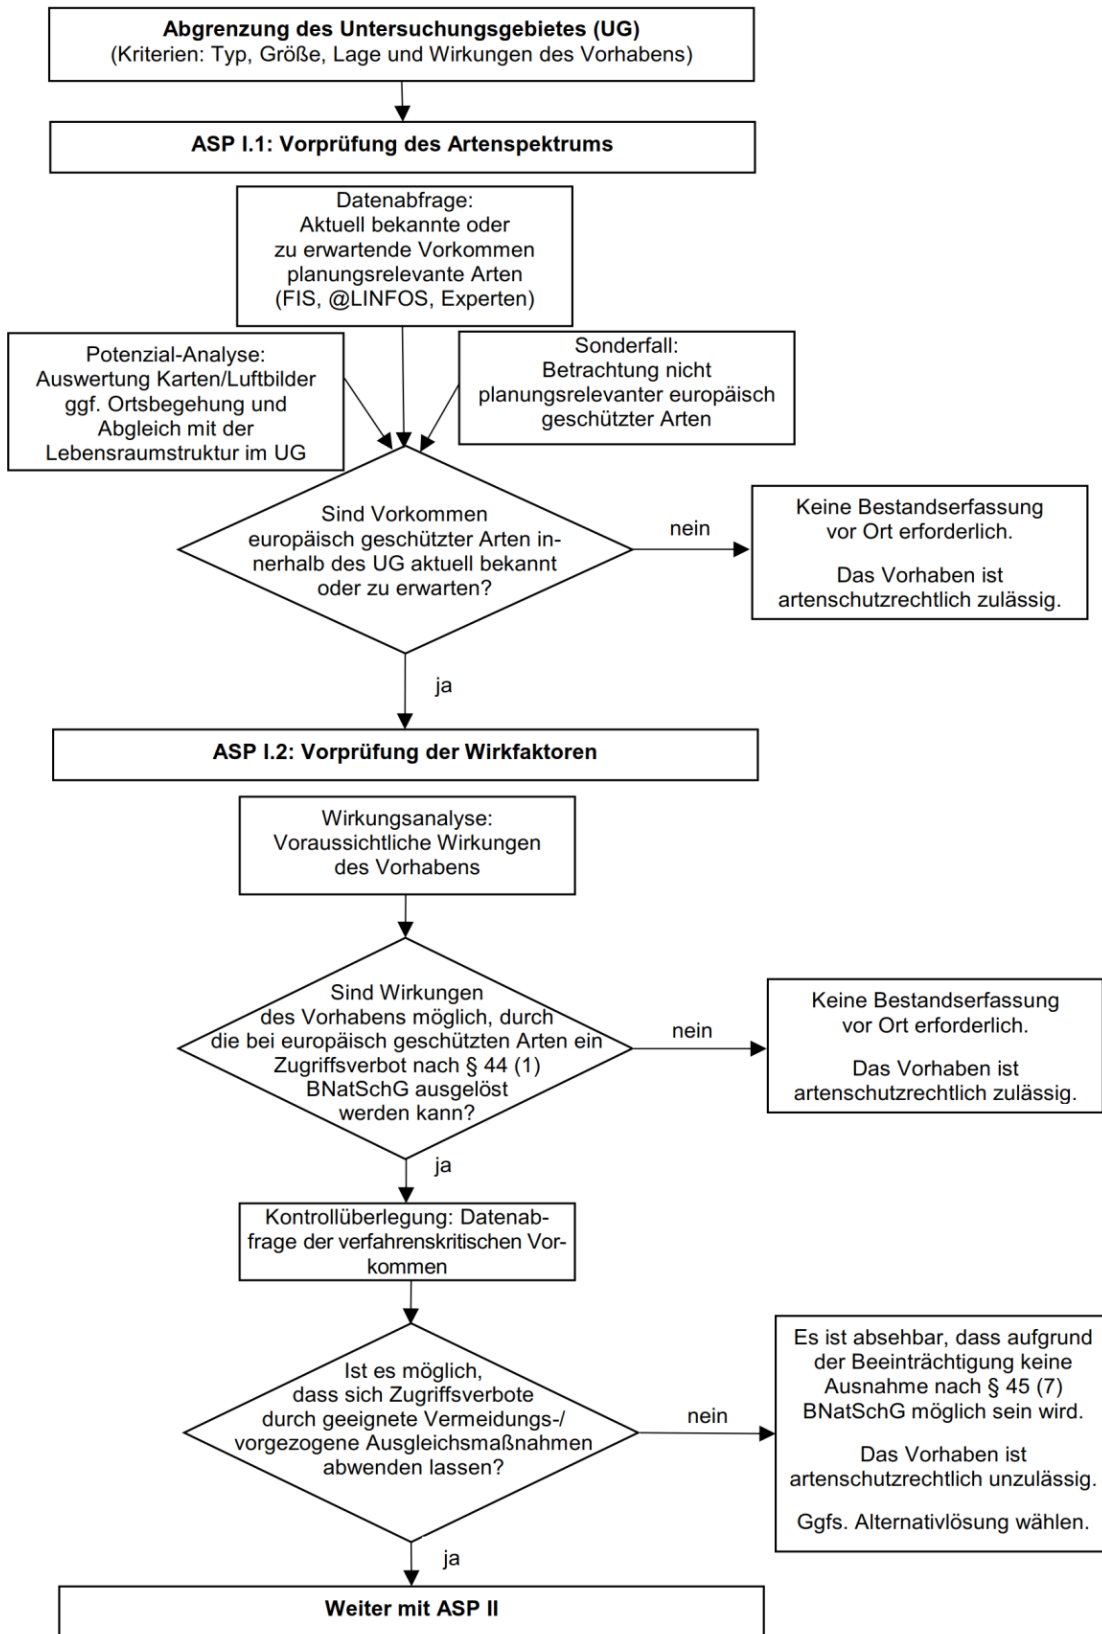 Abgrenzung des Untersuchungsgebietes (UG)
(Kriterien: Typ, Größe, Lage und Wirkungen des Vorhabens)
ASP I.1: Vorprüfung des Artenspektrums
Datenabfrage:
Aktuell bekannte oder
zu erwartende Vorkommen
planungsrelevante Arten
(FIS, @LINFOS, Experten)
Potenzial-Analyse:
Auswertung Karten/Luftbilder
ggf. Ortsbegehung und
Abgleich mit der
Lebensraumstruktur im UG
Sonderfall:
Betrachtung nicht
planungsrelevanter europäisch
geschützter Arten
Sind Vorkommen
europäisch geschützter Arten in-
nerhalb des UG aktuell bekannt
oder zu erwarten?
nein
Keine Bestandserfassung
vor Ort erforderlich.
Das Vorhaben ist
artenschutzrechtlich zulässig.
ja
ASP I.2: Vorprüfung der Wirkfaktoren
Wirkungsanalyse:
Voraussichtliche Wirkungen
des Vorhabens
Sind Wirkungen
des Vorhabens möglich, durch
die bei europäisch geschützten Arten ein
Zugriffsverbot nach § 44 (1)
BNatSchG ausgelöst
werden kann?
nein
Keine Bestandserfassung
vor Ort erforderlich.
Das Vorhaben ist
artenschutzrechtlich zulässig.
ja
Kontrollüberlegung: Datenab-
frage der verfahrenskritischen Vor-
kommen
Ist es möglich,
dass sich Zugriffsverbote
durch geeignete Vermeidungs-/
vorgezogene Ausgleichsmaßnahmen
abwenden lassen?
nein
Es ist absehbar, dass aufgrund
der Beeinträchtigung keine
Ausnahme nach § 45 (7)
BNatSchG möglich sein wird.
Das Vorhaben ist
artenschutzrechtlich unzulässig.
Ggfs. Alternativlösung wählen.
ja
Weiter mit ASP II